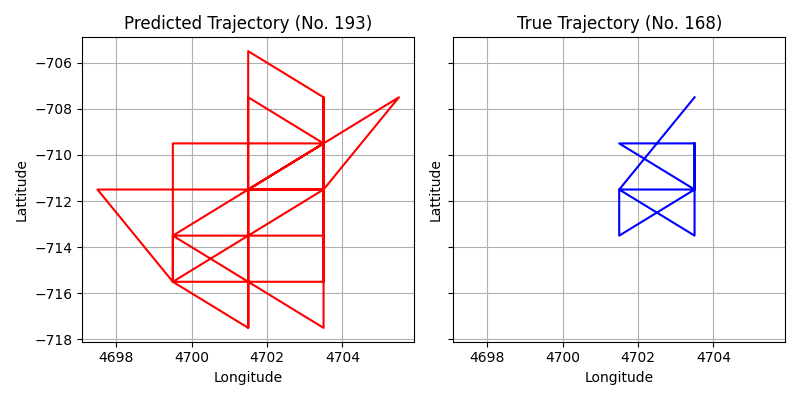 Predicted Trajectory (No. 193)
Lattitude
−706
−708
−710
−712
−714
−716
−718
4698 4700 4702 4704
Longitude
True Trajectory (No. 168)
Lattitude
4698 4700 4702 4704
Longitude